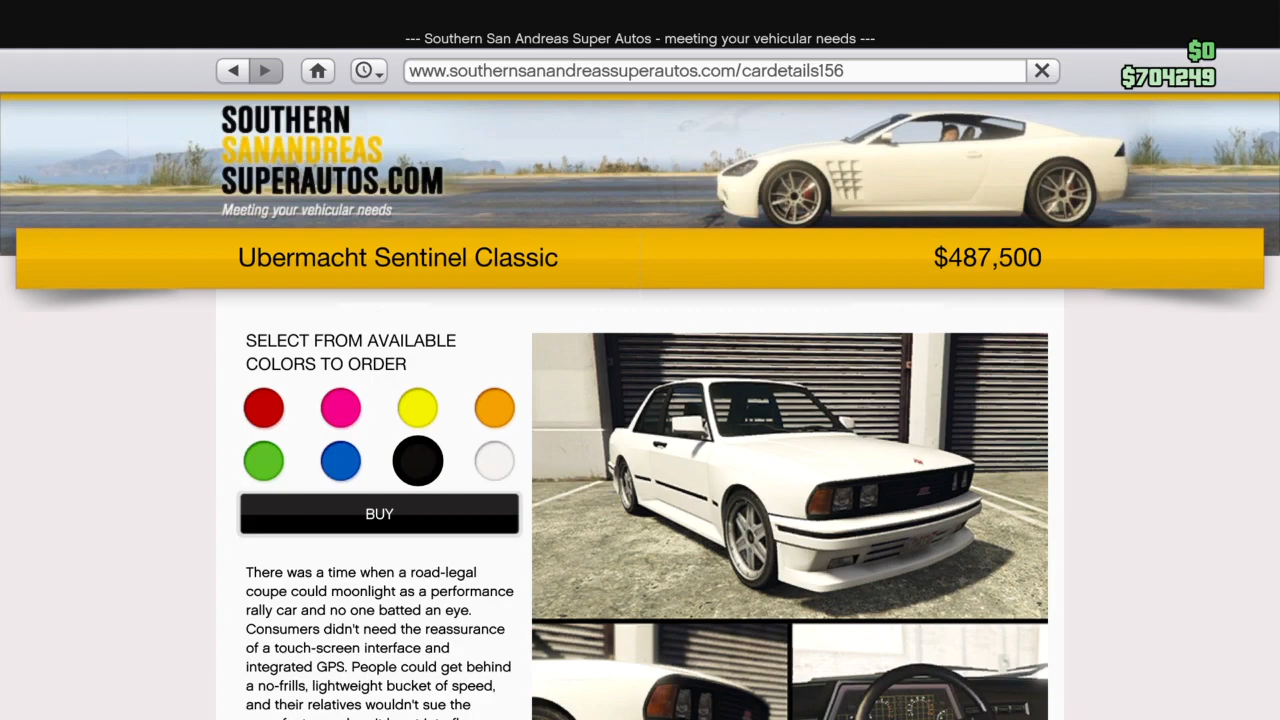 --- Southern San Andreas Super Autos - meeting your vehicular needs ---
$0
www.southernsanandreassuperautos.com/cardetails156
$704249
SOUTHERN
SANANDREAS
SUPERAUTOS.COM
Meeting your vehicular needs
Ubermacht Sentinel Classic
$487,500
SELECT FROM AVAILABLE
COLORS TO ORDER
BUY
There was a time when a road-legal
coupe could moonlight as a performance
rally car and no one batted an eye.
Consumers didn't need the reassurance
of a touch-screen interface and
integrated GPS. People could get behind
a no-frills, lightweight bucket of speed,
and their relatives wouldn't sue the